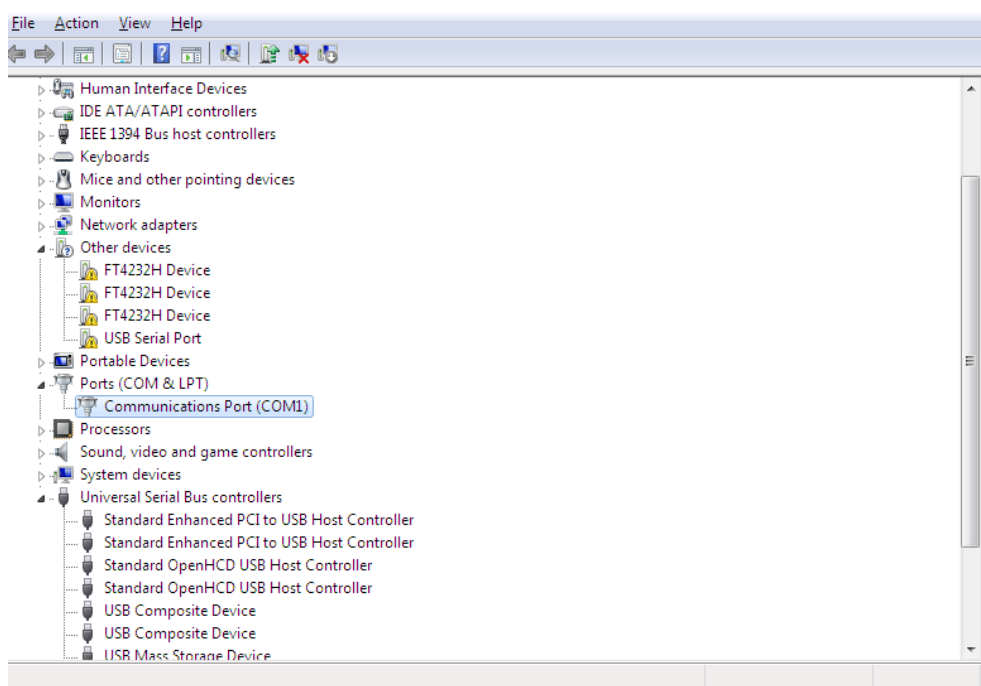 File Action View Help
Human Interface Devices
IDE ATA/ATAPI controllers
IEEE 1394 Bus host controllers
Keyboards
Mice and other pointing devices
Monitors
Network adapters
Other devices
FT4232H Device
FT4232H Device
FT4232H Device
USB Serial Port
Portable Devices
Ports (COM & LPT)
Communications Port (COM1)
Processors
Sound, video and game controllers
System devices
Universal Serial Bus controllers
Standard Enhanced PCI to USB Host Controller
Standard Enhanced PCI to USB Host Controller
Standard OpenHCD USB Host Controller
Standard OpenHCD USB Host Controller
USB Composite Device
USB Composite Device
USB Mass Storage Device